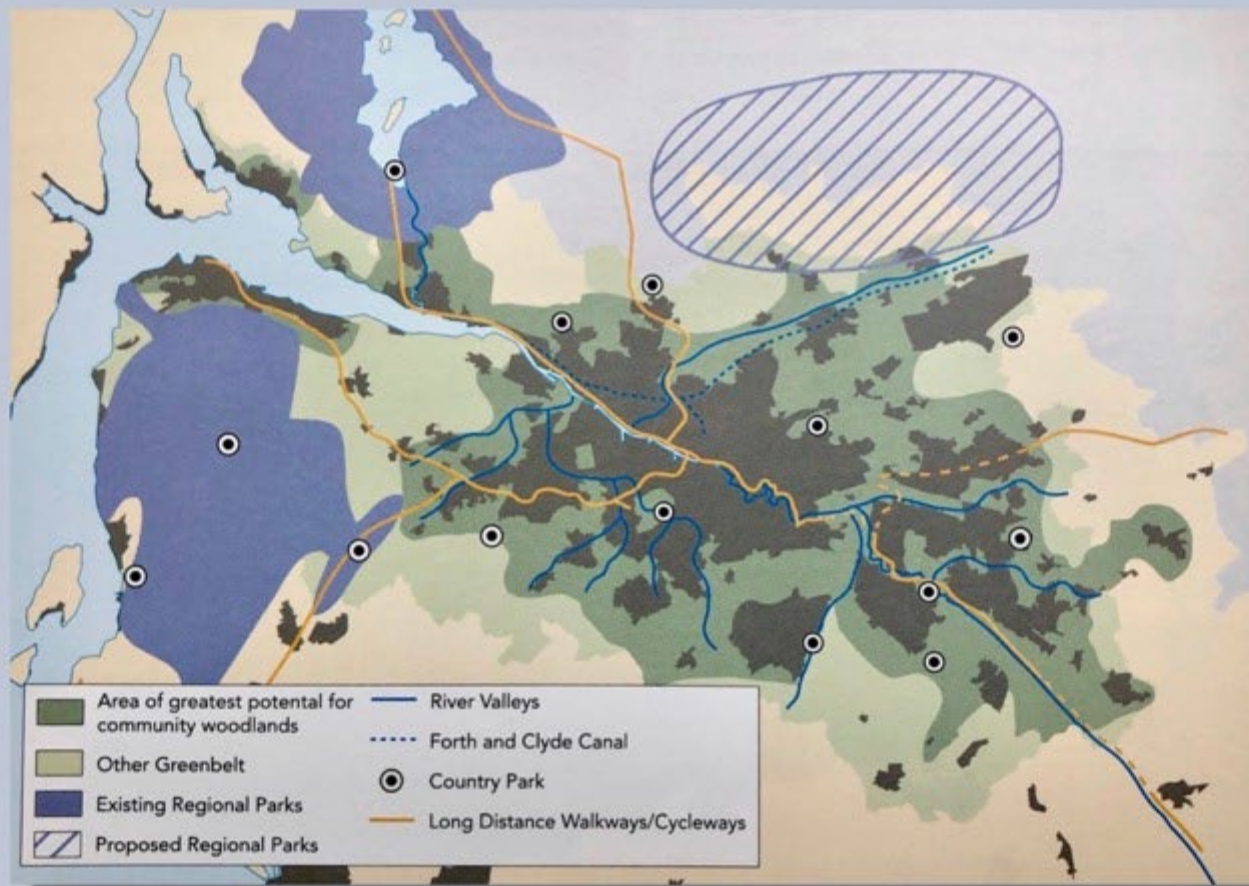 Area of greatest potental for
community woodlands
Other Greenbelt
Existing Regional Parks
Proposed Regional Parks
River Valleys
Forth and Clyde Canal
Country Park
Long Distance Walkways/Cycleways